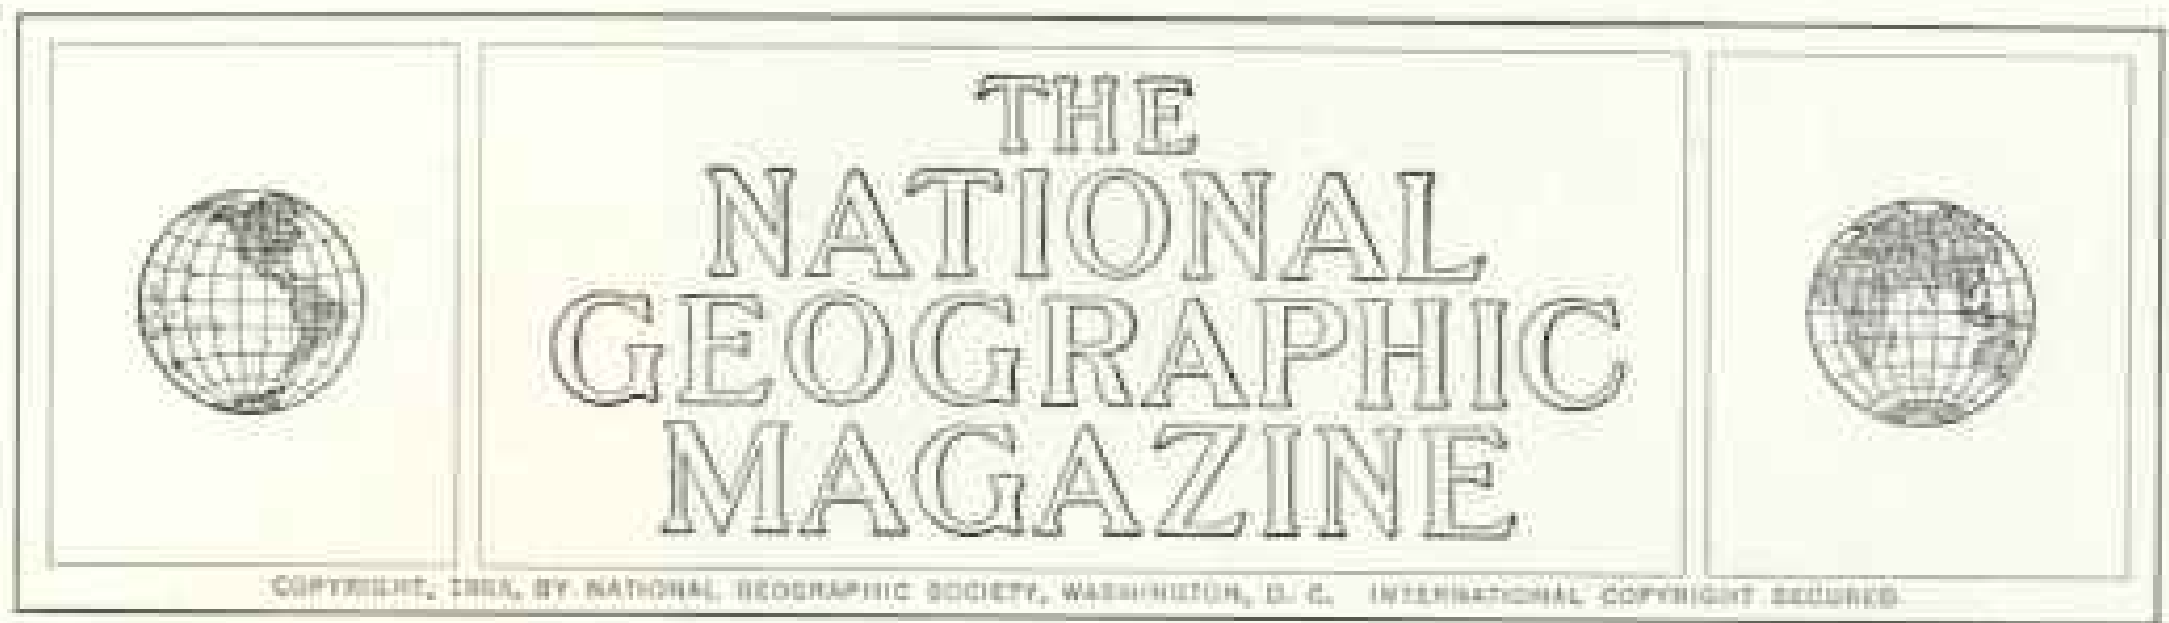 THE
NATIONAL
GEOGRAPHIC
MAGAZINE
COPYRIGHT, BY NATIONAL GEOGRAPHIC SOCIETY, WASHINGTON, D. C. INTERNATIONAL COPYRIGHT SECURED